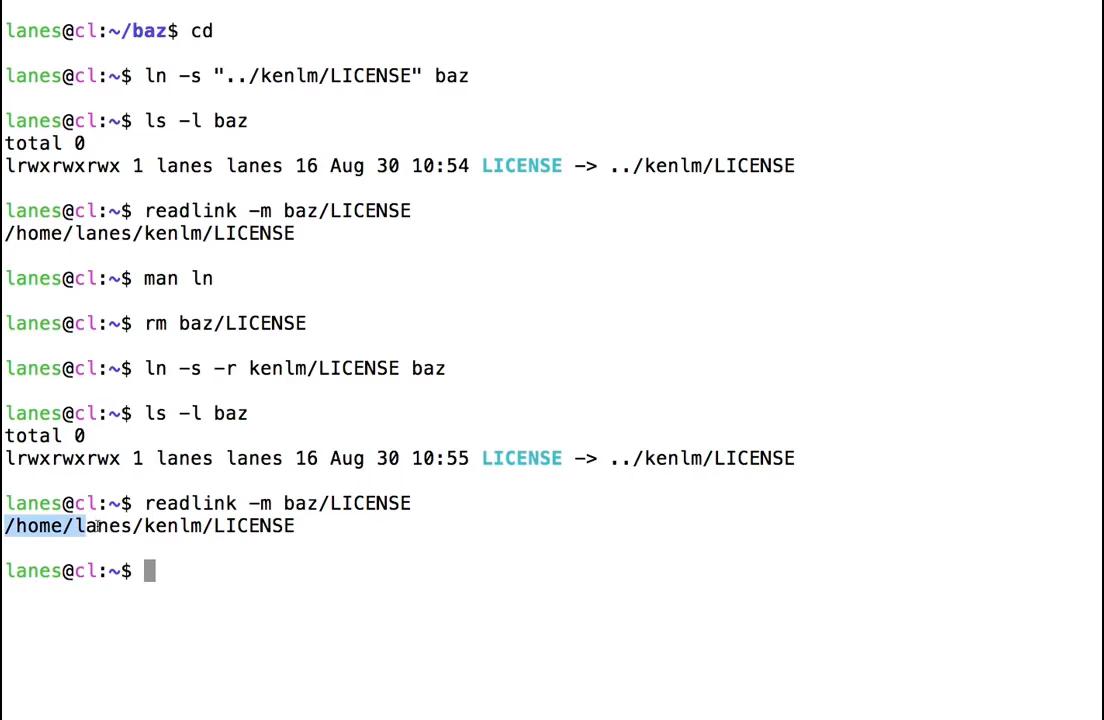 lanes@cl:~/baz$ cd
lanes@cl:~$ ln -s "../kenlm/LICENSE" baz
lanes@cl:~$ ls -l baz
total 0
lrwxrwxrwx 1 lanes lanes 16 Aug 30 10:54 LICENSE -> ../kenlm/LICENSE
lanes@cl:~$ readlink -m baz/LICENSE
/home/lanes/kenlm/LICENSE
lanes@cl:~$ man ln
lanes@cl:~$ rm baz/LICENSE
lanes@cl:~$ ln -s -r kenlm/LICENSE baz
lanes@cl:~$ ls -l baz
total 0
lrwxrwxrwx 1 lanes lanes 16 Aug 30 10:55 LICENSE -> ../kenlm/LICENSE
lanes@cl:~$ readlink -m baz/LICENSE
/home/lanes/kenlm/LICENSE
lanes@cl:~$